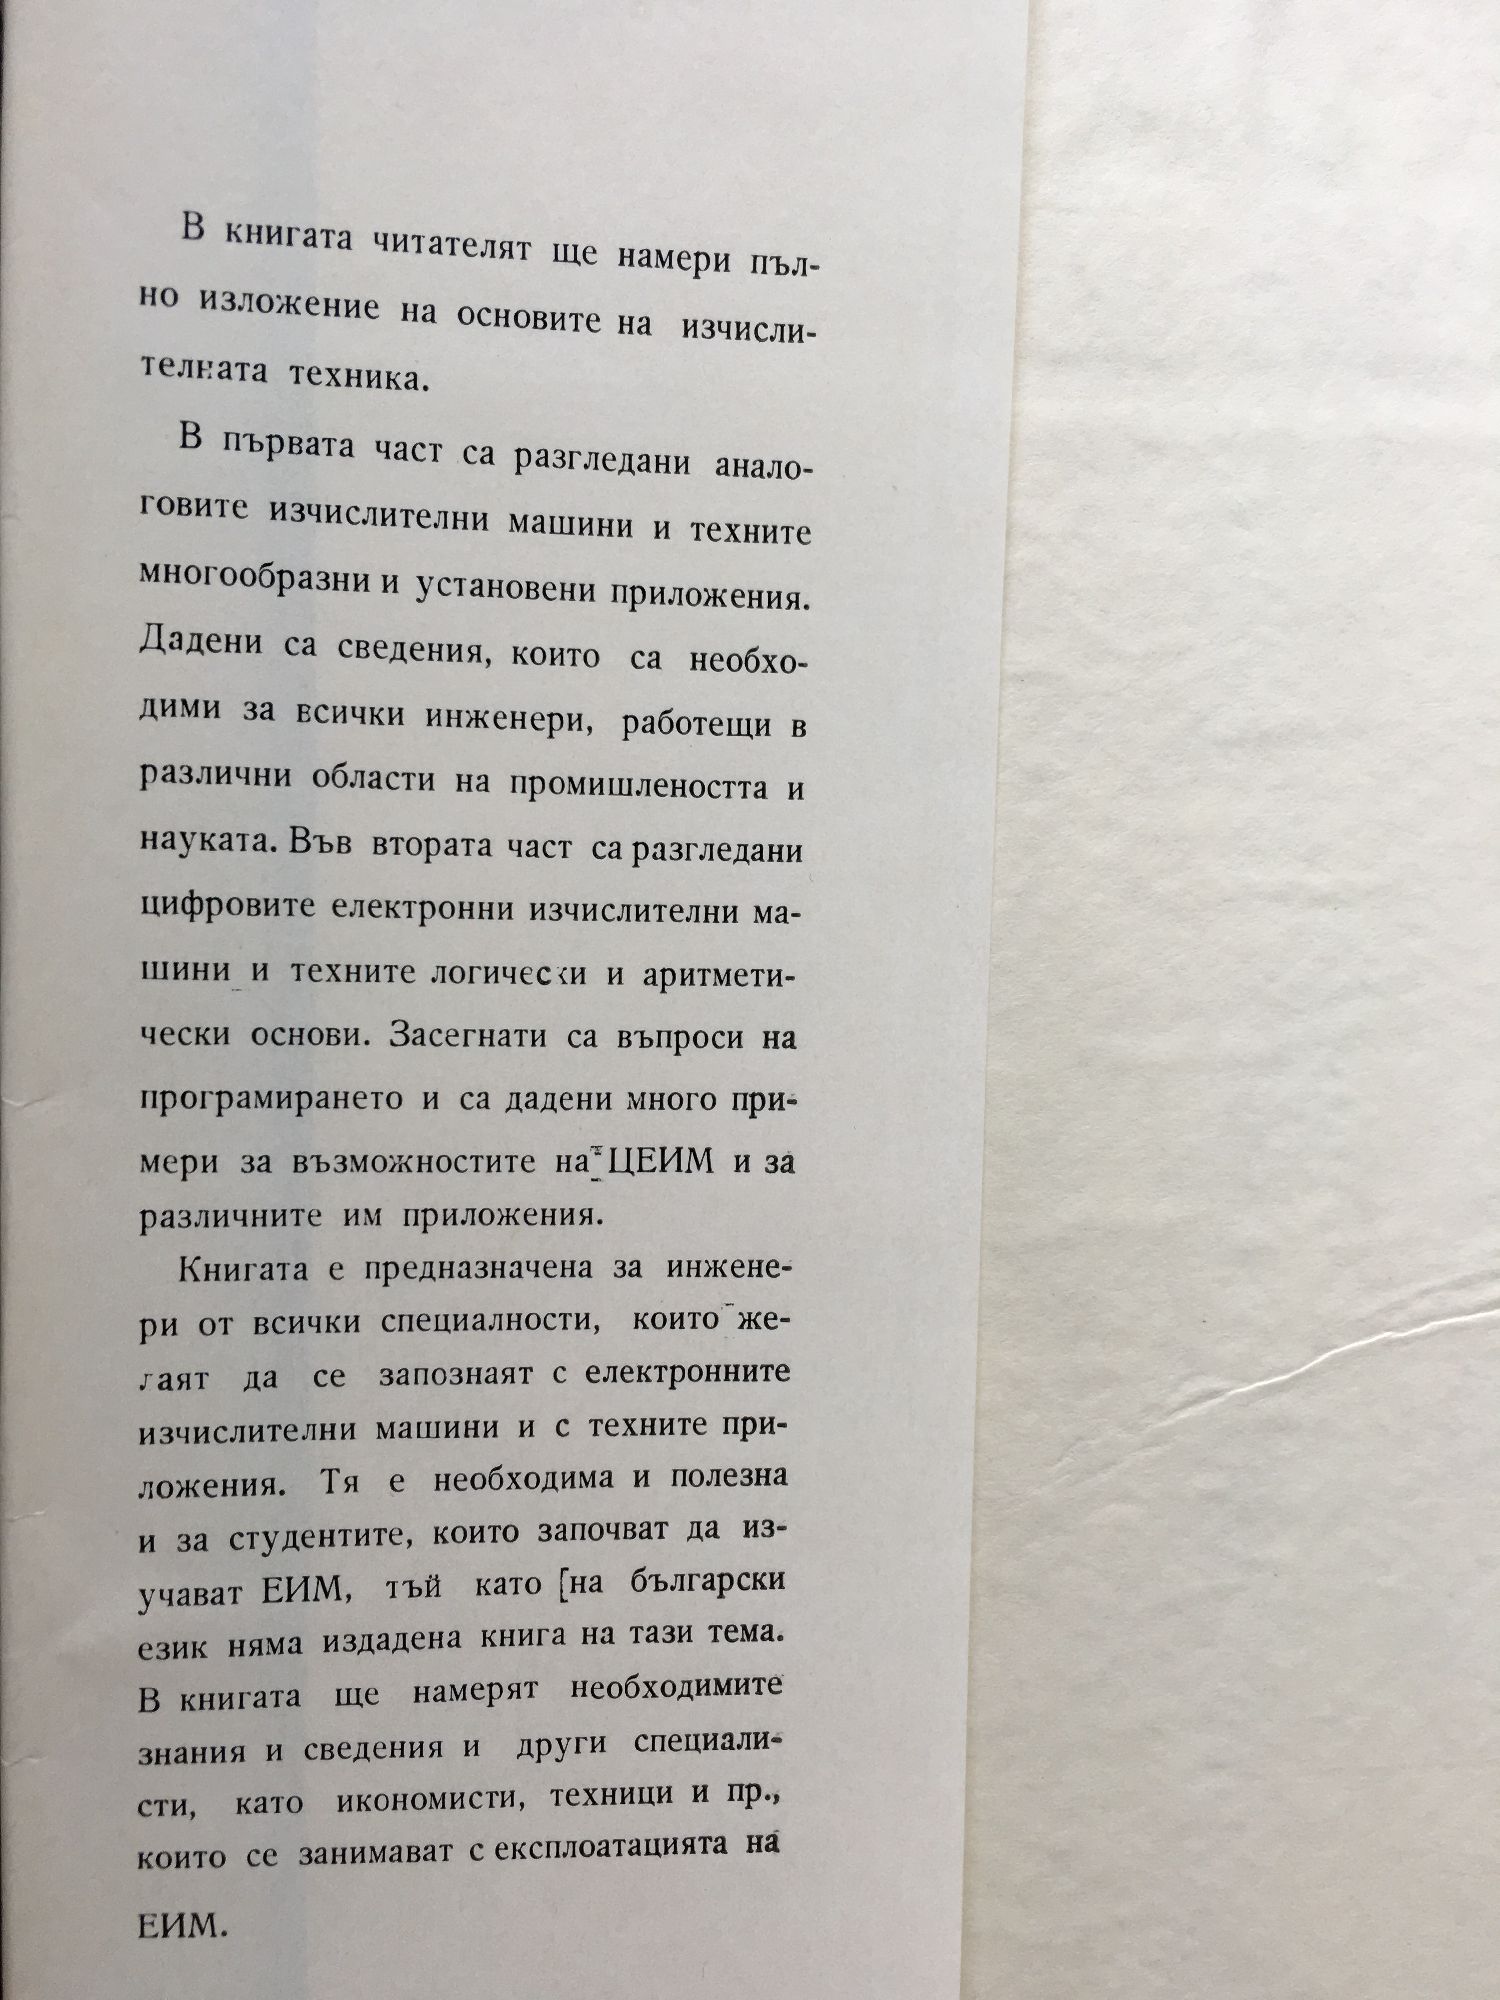 В книгата читателят ще намери пъл-
но изложение на основите на изчисли-
телната техника.
В първата част са разгледани анало-
говите изчислителни машини и техните
многообразни и установени приложения.
Дадени са сведения, които са необхо-
дими за всички инженери, работещи в
различни области на промишлеността и
науката. Във втората част са разгледани
цифровите електронни изчислителни ма-
шини и техните логически и аритмети-
чески основи. Засегнати са въпроси на
програмирането и са дадени много при-
мери за възможностите на ЦЕИМ и за
различните им приложения.
Книгата е предназначена за инжене-
ри от всички специалности, които же-
лаят да се запознаят с електронните
изчислителни машини и с техните при-
ложения. Тя е необходима и полезна
и за студентите, които започват да из-
учават ЕИМ, тъй като [на български
език няма издадена книга на тази тема.
В книгата ще намерят необходимите
знания и сведения и други специали-
сти, като икономисти, техници и пр.,
които се занимават с експлоатацията на
ЕИМ.